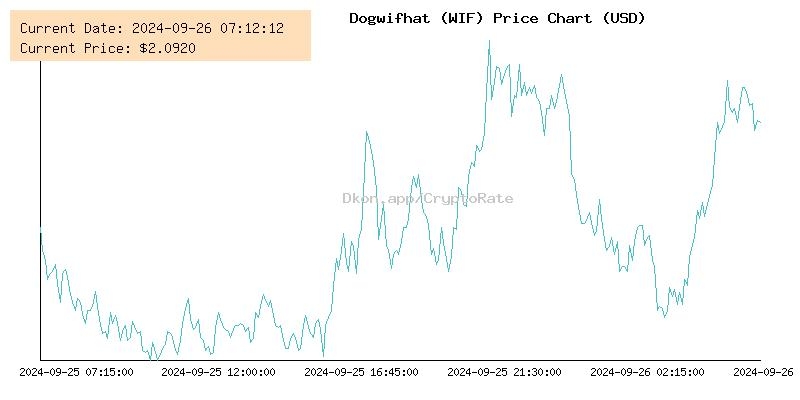 Dogwifhat (WIF) Price Chart (USD)
Current Date: 2024-09-26 07:12:12
Current Price: $2.0920
Dkon.app/CryptoRate
2024-09-25 07:15:00 2024-09-25 12:00:00 2024-09-25 16:45:00 2024-09-25 21:30:00 2024-09-26 02:15:00 2024-09-26